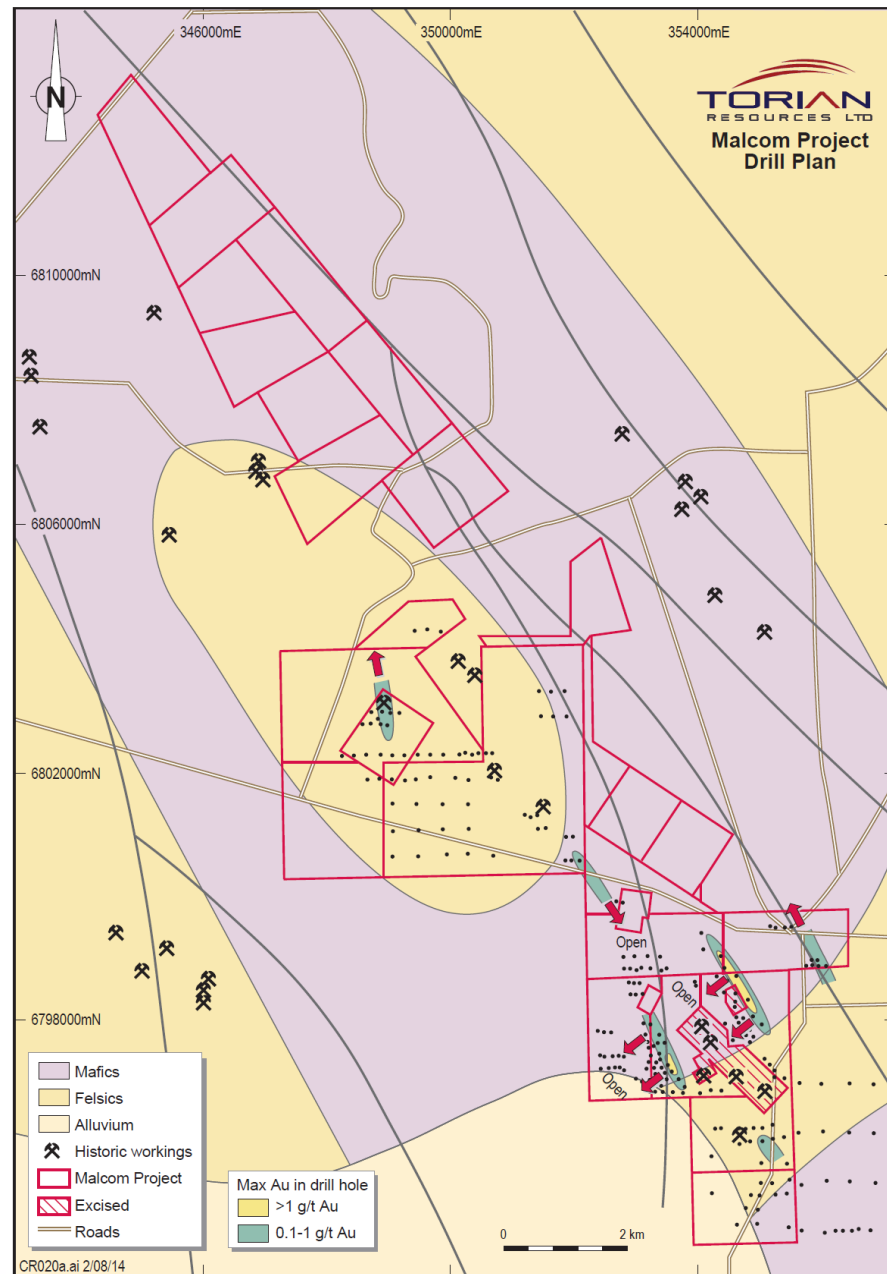 346000mE
350000mE
354000mE
N
TORIAN
RESOURCES LTD
Malcom Project
Drill Plan
6810000mN
6806000mN
6802000mN
6798000mN
Open
Open
Open
Mafics
Felsics
Alluvium
Historic workings
Malcom Project
Excised
Roads
Max Au in drill hole
>1 g/t Au
0.1-1 g/t Au
0 2 km
CR020a.ai 2/08/14